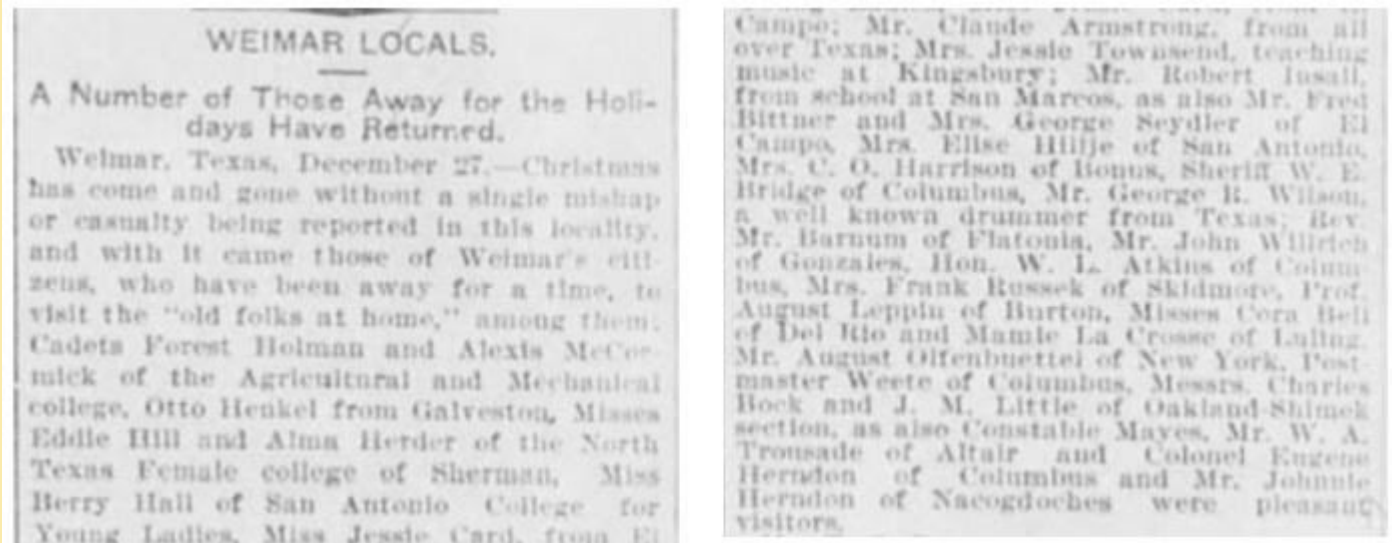 WEIMAR LOCALS.
A Number of Those Away for the Holi-
days Have Returned.
Weimar, Texas, December 27.—Christmas
has come and gone without a single mishap
or casualty being reported in this locality,
and with it came those of Weimar's citi-
zens, who have been away for a time, to
visit the "old folks at home," among them:
Cadets Forest Holman and Alexis McCor-
mick of the Agricultural and Mechanical
college, Otto Henkel from Galveston, Misses
Eddie Hill and Alma Herder of the North
Texas Female college of Sherman, Miss
Berry Hall of San Antonio College for
Young Ladies, Miss Jessie Card, from El
Campo; Mr. Claude Armstrong, from all
over Texas; Mrs. Jessie Townsend, teaching
music at Kingsbury; Mr. Robert Insall,
from school at San Marcos, as also Mr. Fred
Bittner and Mrs. George Seydler of El
Campo, Mrs. Elise Hillje of San Antonio,
Mrs. C. O. Harrison of Bonus, Sheriff W. E.
Bridge of Columbus, Mr. George R. Wilson,
a well known drummer from Texas; Rev.
Mr. Barnum of Flatonia, Mr. John Willrich
of Gonzales, Hon. W. L. Atkins of Colum-
bus, Mrs. Frank Russek of Skidmore, Prof.
August Leppin of Burton, Misses Cora Bell
of Del Rio and Mamie La Crosse of Luling,
Mr. August Olfenbuettel of New York, Post-
master Weete of Columbus, Messrs. Charles
Bock and J. M. Little of Oakland-Shimek
section, as also Constable Mayes, Mr. W. A.
Trousade of Altair and Colonel Eugene
Herndon of Columbus and Mr. Johnnie
Herndon of Nacogdoches were pleasant
visitors.